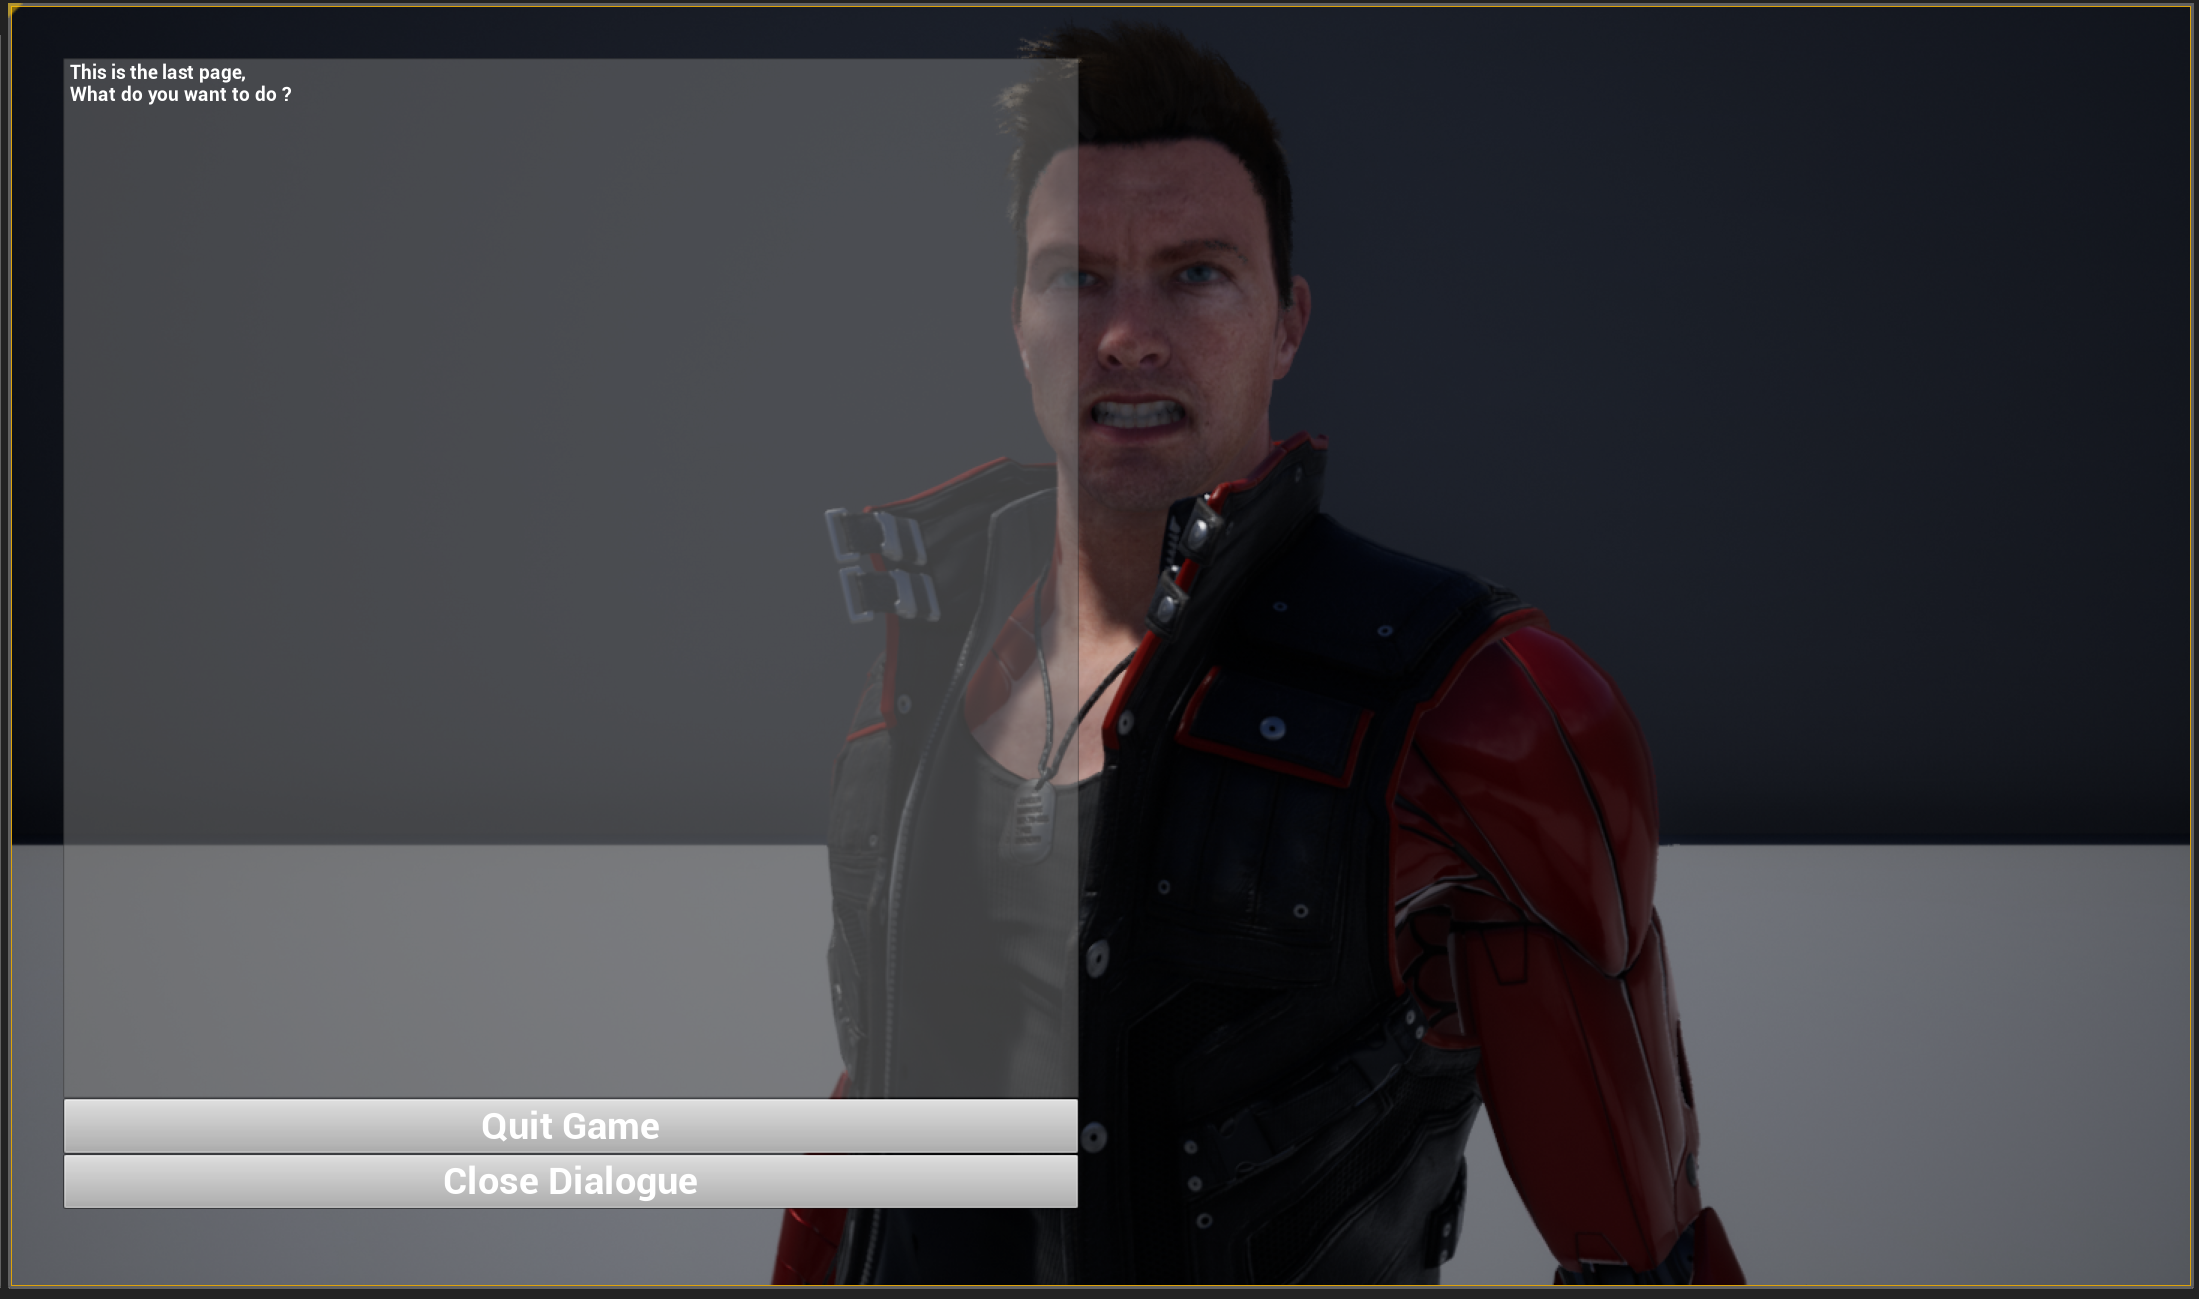 This is the last page,
What do you want to do ?
Quit Game
Close Dialogue